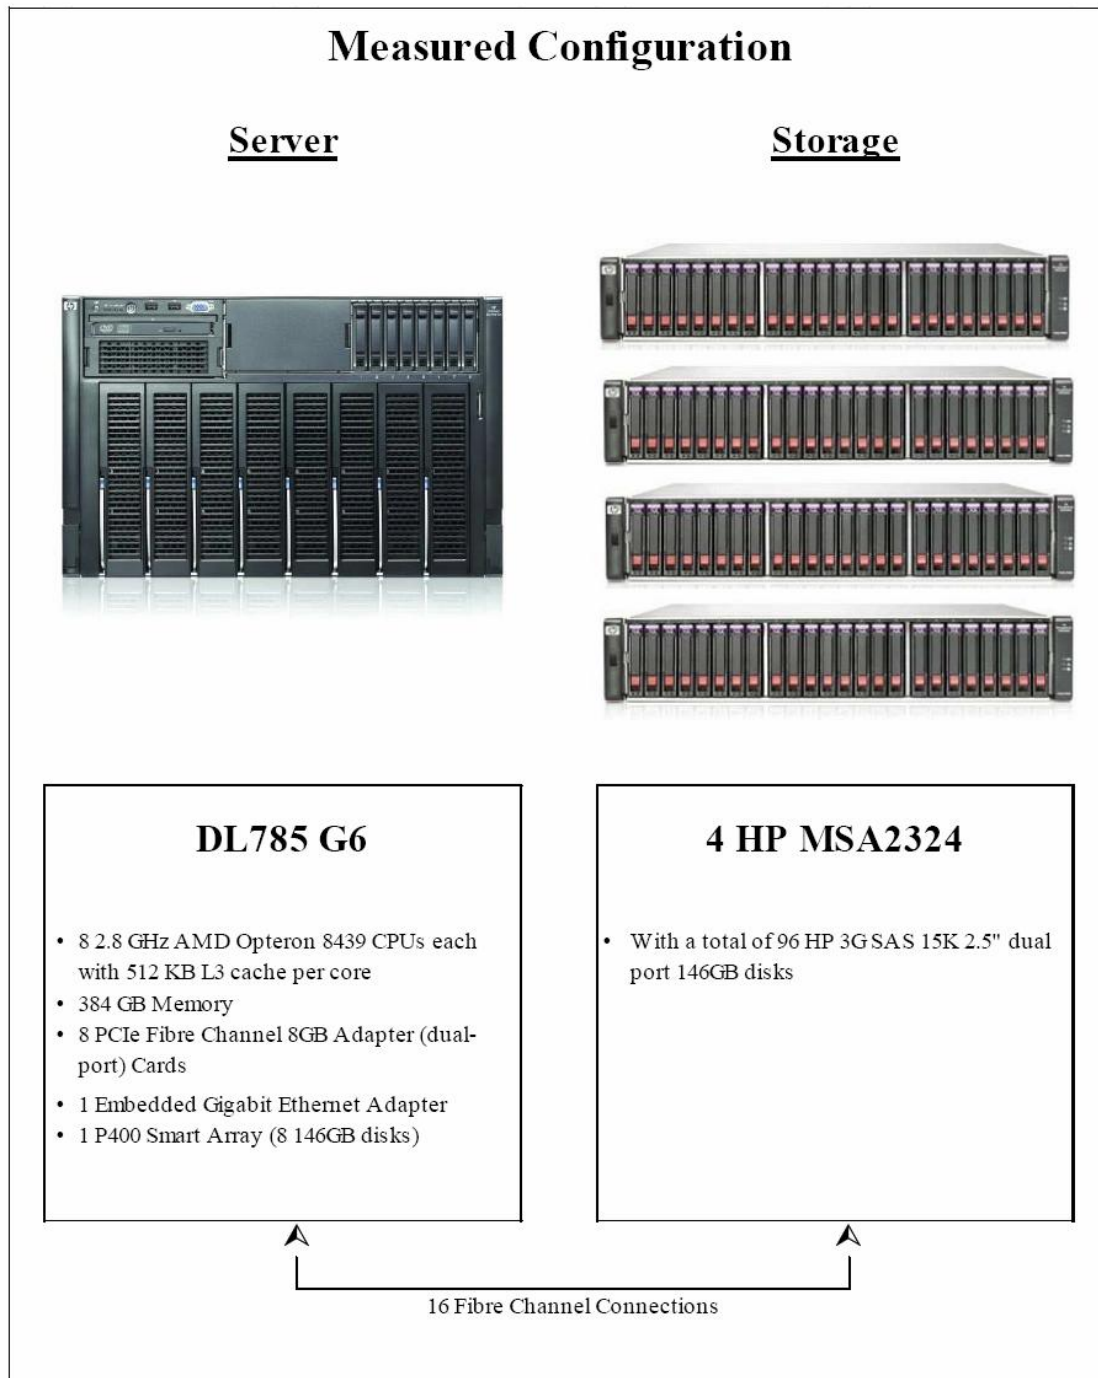 Measured Configuration
Server
Storage
DL785 G6
• 8 2.8 GHz AMD Opteron 8439 CPUs each
with 512 KB L3 cache per core
• 384 GB Memory
• 8 PCIe Fibre Channel 8GB Adapter (dual-
port) Cards
• 1 Embedded Gigabit Ethernet Adapter
• 1 P400 Smart Array (8 146GB disks)
4 HP MSA2324
• With a total of 96 HP 3G SAS 15K 2.5" dual
port 146GB disks
16 Fibre Channel Connections